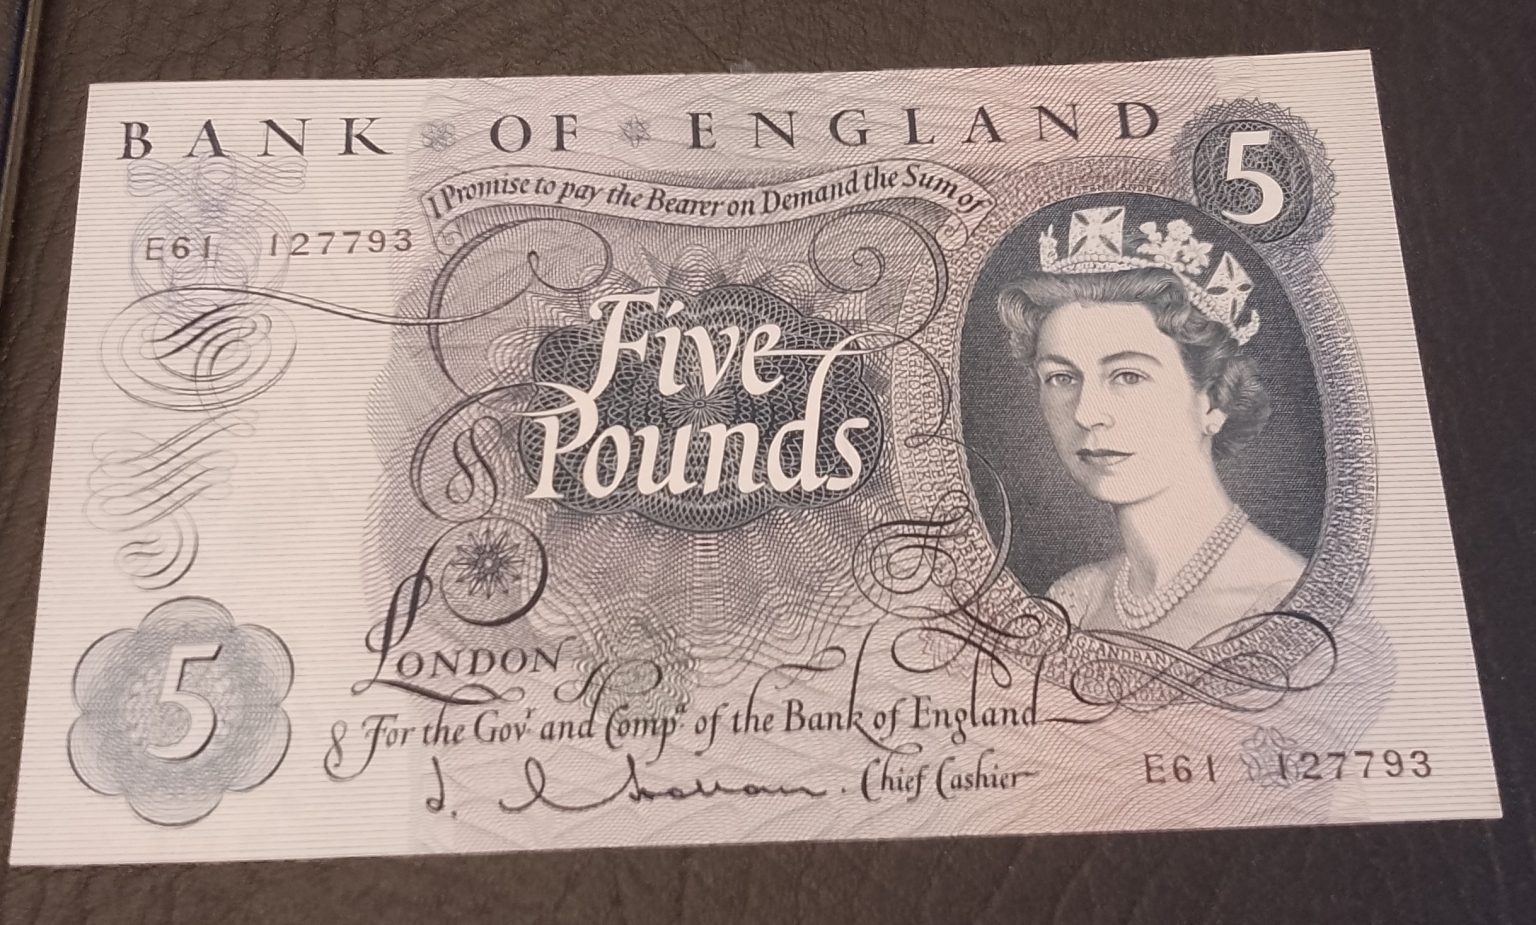 BANK OF ENGLAND
5
I Promise to pay the Bearer on Demand the Sum of
E61 127793
Five
Pounds
LONDON
5
For the Govr and Compa of the Bank of England
Chief Cashier
E61 127793